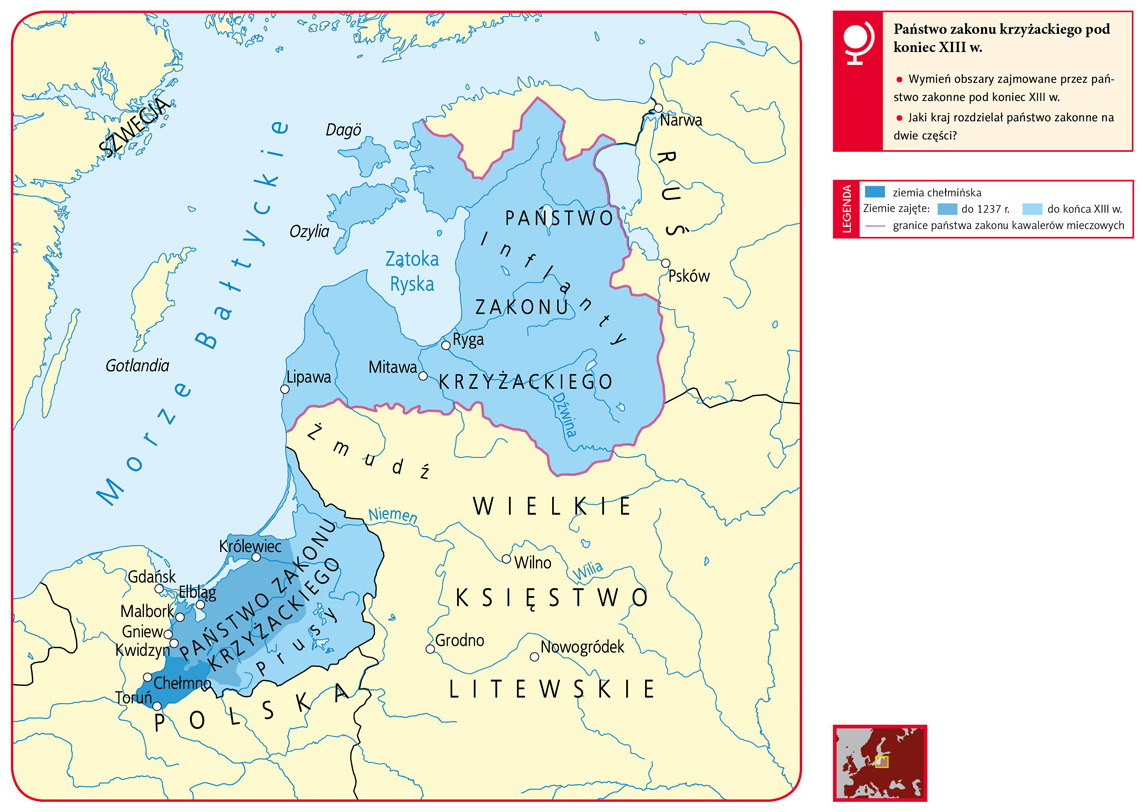 Państwo zakonu krzyżackiego pod
koniec XIII w.
● Wymień obszary zajmowane przez pań-
stwo zakonne pod koniec XIII w.
● Jaki kraj rozdzielał państwo zakonne na
dwie części?
LEGENDA
ziemia chełmińska
Ziemie zajęte: do 1237 r. do końca XIII w.
granice państwa zakonu kawalerów mieczowych
SZWECJA
Morze Bałtyckie
Dagö
Ozylia
Gotlandia
Zatoka
Ryska
Narwa
RUŚ
Psków
PAŃSTWO
Inflanty
ZAKONU
KRZYŻACKIEGO
Ryga
Mitawa
Lipawa
Dźwina
Żmudź
WIELKIE
Niemen
Wilno
Wilia
KSIĘSTWO
Grodno
Nowogródek
LITEWSKIE
Królewiec
Gdańsk
Elbląg
Malbork
Gniew
Kwidzyn
PAŃSTWO ZAKONU
KRZYŻACKIEGO
Prusy
Chełmno
Toruń
POLSKA